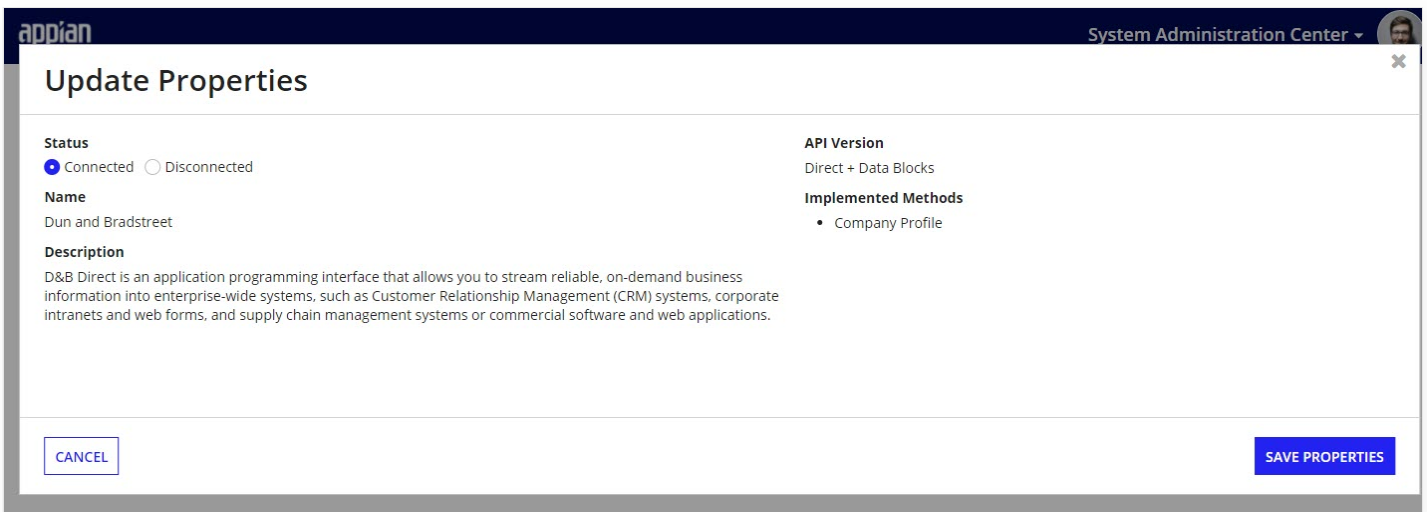 appian
System Administration Center
Update Properties
Status
Connected Disconnected
Name
Dun and Bradstreet
Description
D&B Direct is an application programming interface that allows you to stream reliable, on-demand business
information into enterprise-wide systems, such as Customer Relationship Management (CRM) systems, corporate
intranets and web forms, and supply chain management systems or commercial software and web applications.
API Version
Direct + Data Blocks
Implemented Methods
• Company Profile
CANCEL
SAVE PROPERTIES